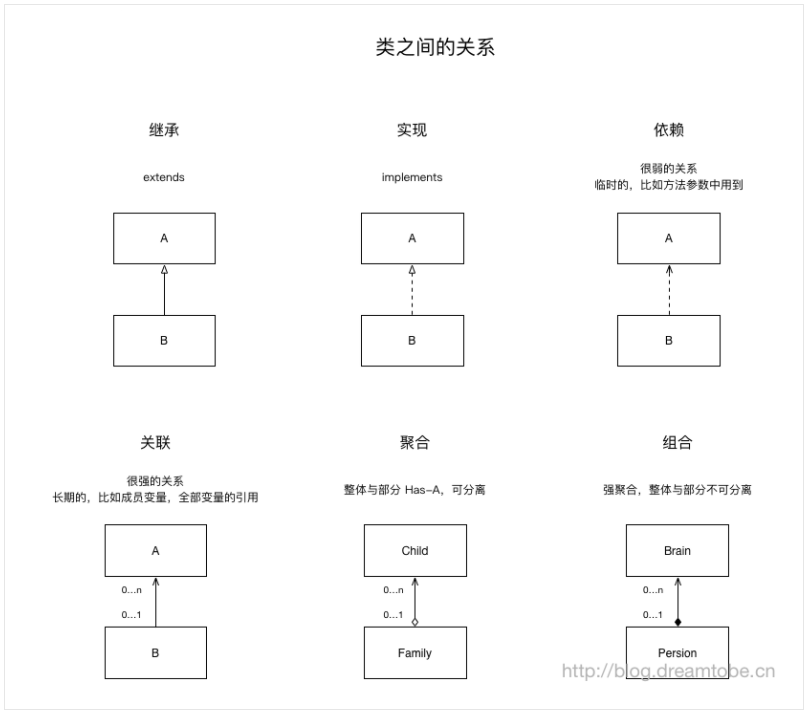 类之间的关系
继承
实现
依赖
extends
implements
很弱的关系
临时的，比如方法参数中用到
A
A
A
B
B
B
关联
聚合
组合
很强的关系
长期的，比如成员变量，全部变量的引用
整体与部分 Has-A，可分离
强聚合，整体与部分不可分离
A
Child
Brain
0...n
0...n
0...n
0...1
0...1
0...1
B
Family
Persion
http://blog.dreamtobe.cn